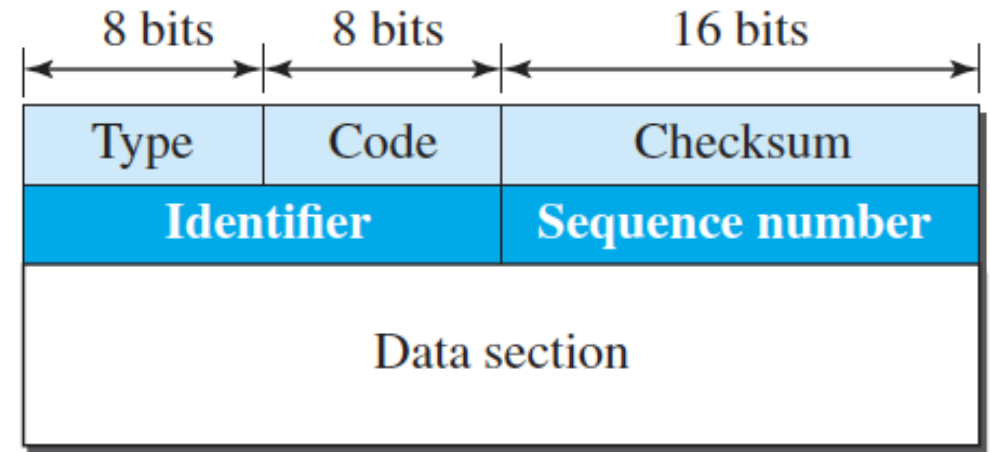 8 bits 8 bits 16 bits
Type Code Checksum
Identifier Sequence number
Data section